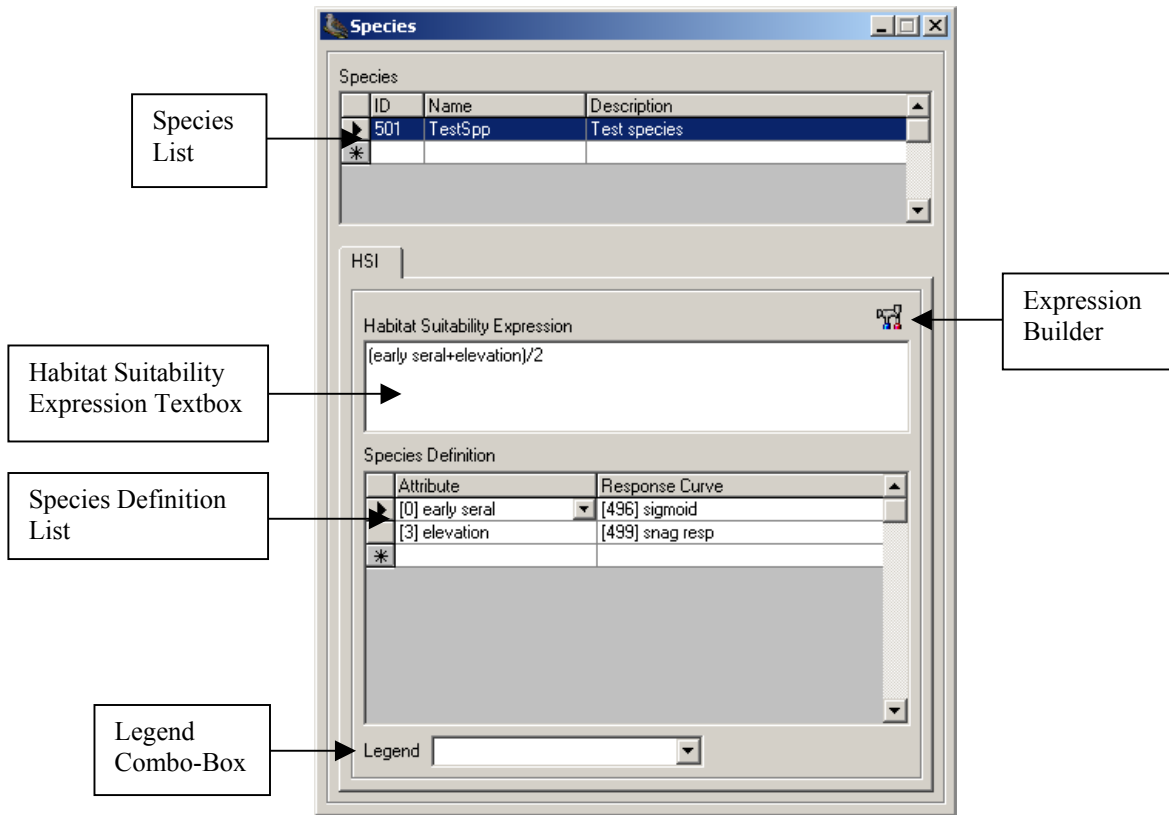 Species
Species
ID Name Description
501 TestSpp Test species
Species
List
HSI
Expression
Builder
Habitat Suitability Expression
(early seral+elevation)/2
Habitat Suitability
Expression Textbox
Species Definition
Attribute Response Curve
[0] early seral [496] sigmoid
[3] elevation [499] snag resp
Species Definition
List
Legend
Combo-Box
Legend